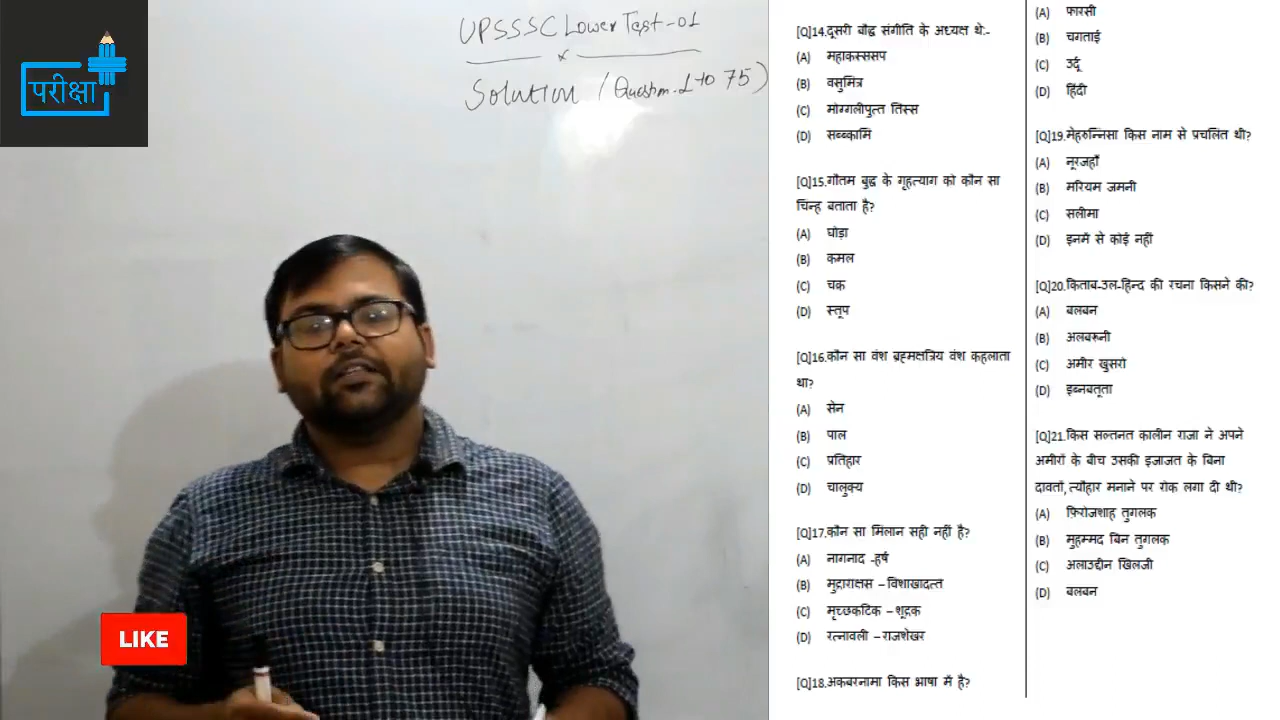 परीक्षा
UPSSSC Lower Test-01
Solution (Question.1 to 75)
LIKE
[Q]14.दूसरी बौद्ध संगीति के अध्यक्ष थे:-
(A) महाकस्ससप
(B) वसुमित्र
(C) मोग्गलीपुत्त तिस्स
(D) सब्ब्कामि
[Q]15.गौतम बुद्ध के गृहत्याग को कौन सा
चिन्ह बताता है?
(A) घोड़ा
(B) कमल
(C) चक्र
(D) स्तूप
[Q]16.कौन सा वंश ब्रह्मक्षत्रिय वंश कहलाता
था?
(A) सेन
(B) पाल
(C) प्रतिहार
(D) चालुक्य
[Q]17.कौन सा मिलान सही नहीं है?
(A) नागनाद -हर्ष
(B) मुद्राराक्षस – विशाखादत्त
(C) मृच्छकटिक – शूद्रक
(D) रत्नावली – राजशेखर
[Q]18.अकबरनामा किस भाषा में है?
(A) फारसी
(B) चगताई
(C) उर्दू
(D) हिंदी
[Q]19.मेहरुन्निसा किस नाम से प्रचलित थी?
(A) नूरजहाँ
(B) मरियम जमनी
(C) सलीमा
(D) इनमें से कोई नहीं
[Q]20.किताब-उल-हिन्द की रचना किसने की?
(A) बलबन
(B) अलबरूनी
(C) अमीर खुसरो
(D) इब्नबतूता
[Q]21.किस सल्तनत कालीन राजा ने अपने
अमीरों के बीच उसकी इजाजत के बिना
दावतों,त्यौहार मनाने पर रोक लगा दी थी?
(A) फ़िरोजशाह तुगलक
(B) मुहम्मद बिन तुगलक
(C) अलाउद्दीन खिलजी
(D) बलबन